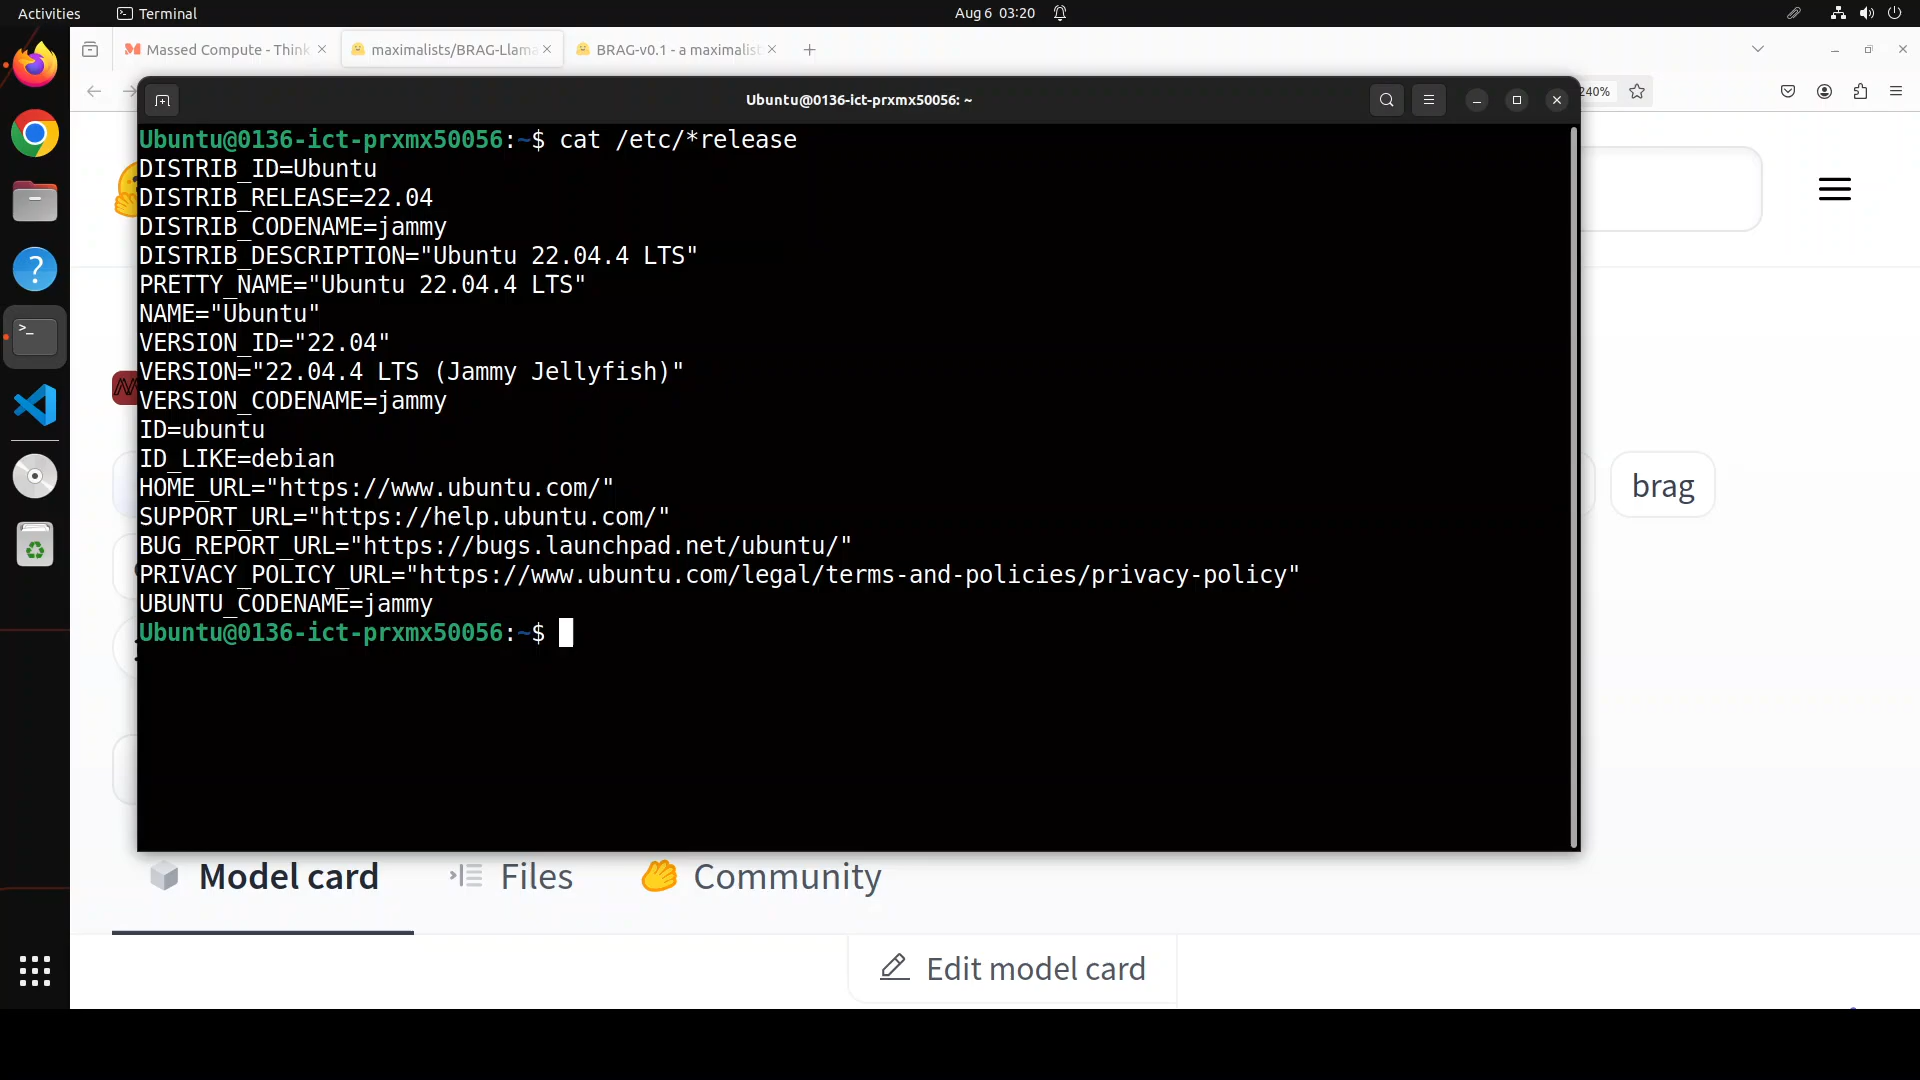 Activities Terminal Aug 6 03:20
Massed Compute - Think maximalists/BRAG-Llama BRAG-v0.1 - a maximalist
240%
Ubuntu@0136-ict-prxmx50056: ~
Ubuntu@0136-ict-prxmx50056:~$ cat /etc/*release
DISTRIB_ID=Ubuntu
DISTRIB_RELEASE=22.04
DISTRIB_CODENAME=jammy
DISTRIB_DESCRIPTION="Ubuntu 22.04.4 LTS"
PRETTY_NAME="Ubuntu 22.04.4 LTS"
NAME="Ubuntu"
VERSION_ID="22.04"
VERSION="22.04.4 LTS (Jammy Jellyfish)"
VERSION_CODENAME=jammy
ID=ubuntu
ID_LIKE=debian
HOME_URL="https://www.ubuntu.com/"
SUPPORT_URL="https://help.ubuntu.com/"
BUG_REPORT_URL="https://bugs.launchpad.net/ubuntu/"
PRIVACY_POLICY_URL="https://www.ubuntu.com/legal/terms-and-policies/privacy-policy"
UBUNTU_CODENAME=jammy
Ubuntu@0136-ict-prxmx50056:~$
brag
Model card Files Community
Edit model card